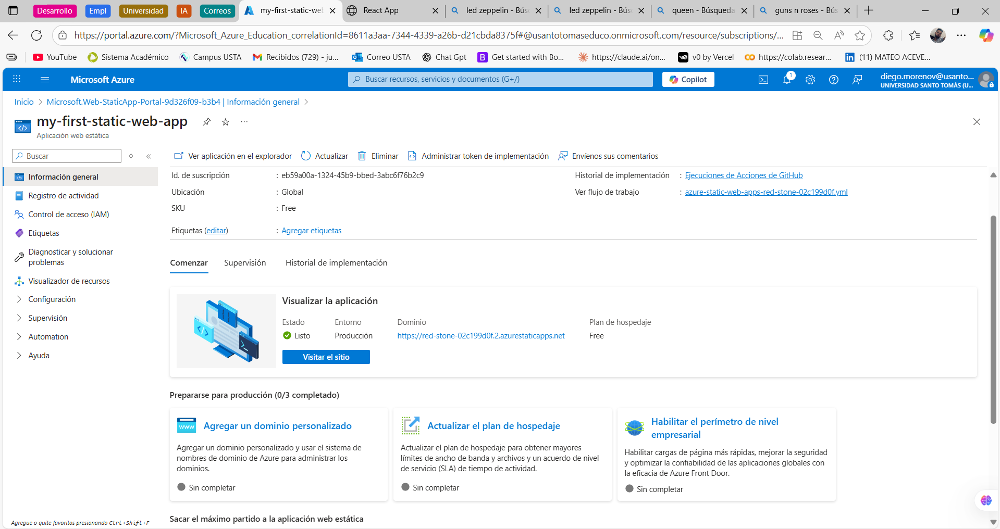 Desarrollo
Empl
Universidad
IA
Correos
my-first-static-web
React App
led zeppelin - Bús
led zeppelin - Bús
queen - Búsqueda
guns n roses - Bús
https://portal.azure.com/?Microsoft_Azure_Education_correlationId=8611a3aa-7344-4339-a26b-d21cbda8375f#@usantotomaseduco.onmicrosoft.com/resource/subscriptions/...
YouTube
Sistema Académico
Campus USTA
Recibidos (729) - ju...
Correo USTA
Chat Gpt
Get started with Bo...
https://claude.ai/on...
v0 by Vercel
https://colab.resear...
(11) MATEO ACEVE...
Microsoft Azure
Buscar recursos, servicios y documentos (G+/)
Copilot
1
diego.morenov@usanto...
UNIVERSIDAD SANTO TOMÁS (U...
Inicio > Microsoft.Web-StaticApp-Portal-9d326f09-b3b4 | Información general >
my-first-static-web-app
Aplicación web estática
Buscar
Ver aplicación en el explorador
Actualizar
Eliminar
Administrar token de implementación
Envíenos sus comentarios
Información general
Registro de actividad
Control de acceso (IAM)
Etiquetas
Diagnosticar y solucionar
problemas
Visualizador de recursos
Configuración
Supervisión
Automation
Ayuda
Id. de suscripción : eb59a00a-1324-45b9-bbed-3abc6f76b2c9
Ubicación : Global
SKU : Free
Etiquetas (editar) : Agregar etiquetas
Historial de implementación : Ejecuciones de Acciones de GitHub
Ver flujo de trabajo : azure-static-web-apps-red-stone-02c199d0f.yml
Comenzar
Supervisión
Historial de implementación
Visualizar la aplicación
Estado
Listo
Entorno
Producción
Dominio
https://red-stone-02c199d0f.2.azurestaticapps.net
Plan de hospedaje
Free
Visitar el sitio
Prepararse para producción (0/3 completado)
Agregar un dominio personalizado
Agregar un dominio personalizado y usar el sistema de
nombres de dominio de Azure para administrar los
dominios.
Sin completar
Actualizar el plan de hospedaje
Actualizar el plan de hospedaje para obtener mayores
límites de ancho de banda y archivos y un acuerdo de nivel
de servicio (SLA) de tiempo de actividad.
Sin completar
Habilitar el perímetro de nivel
empresarial
Habilitar cargas de página más rápidas, mejorar la seguridad
y optimizar la confiabilidad de las aplicaciones globales con
la eficacia de Azure Front Door.
Sin completar
Sacar el máximo partido a la aplicación web estática
Agregue o quite favoritos presionando Ctrl+Shift+F